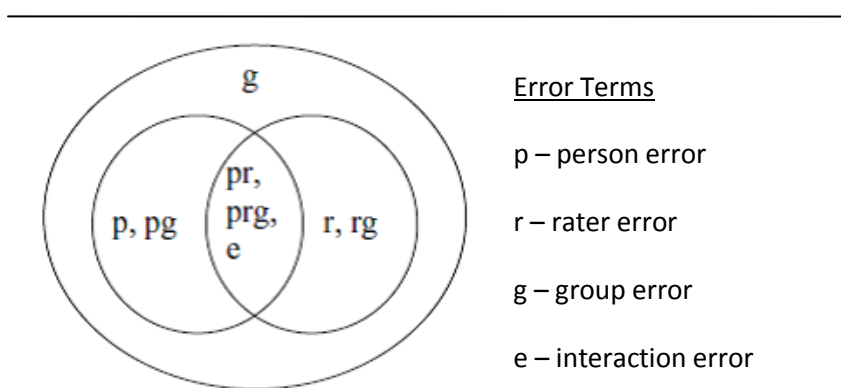 g
p, pg
pr,
prg,
e
r, rg
Error Terms
p – person error
r – rater error
g – group error
e – interaction error